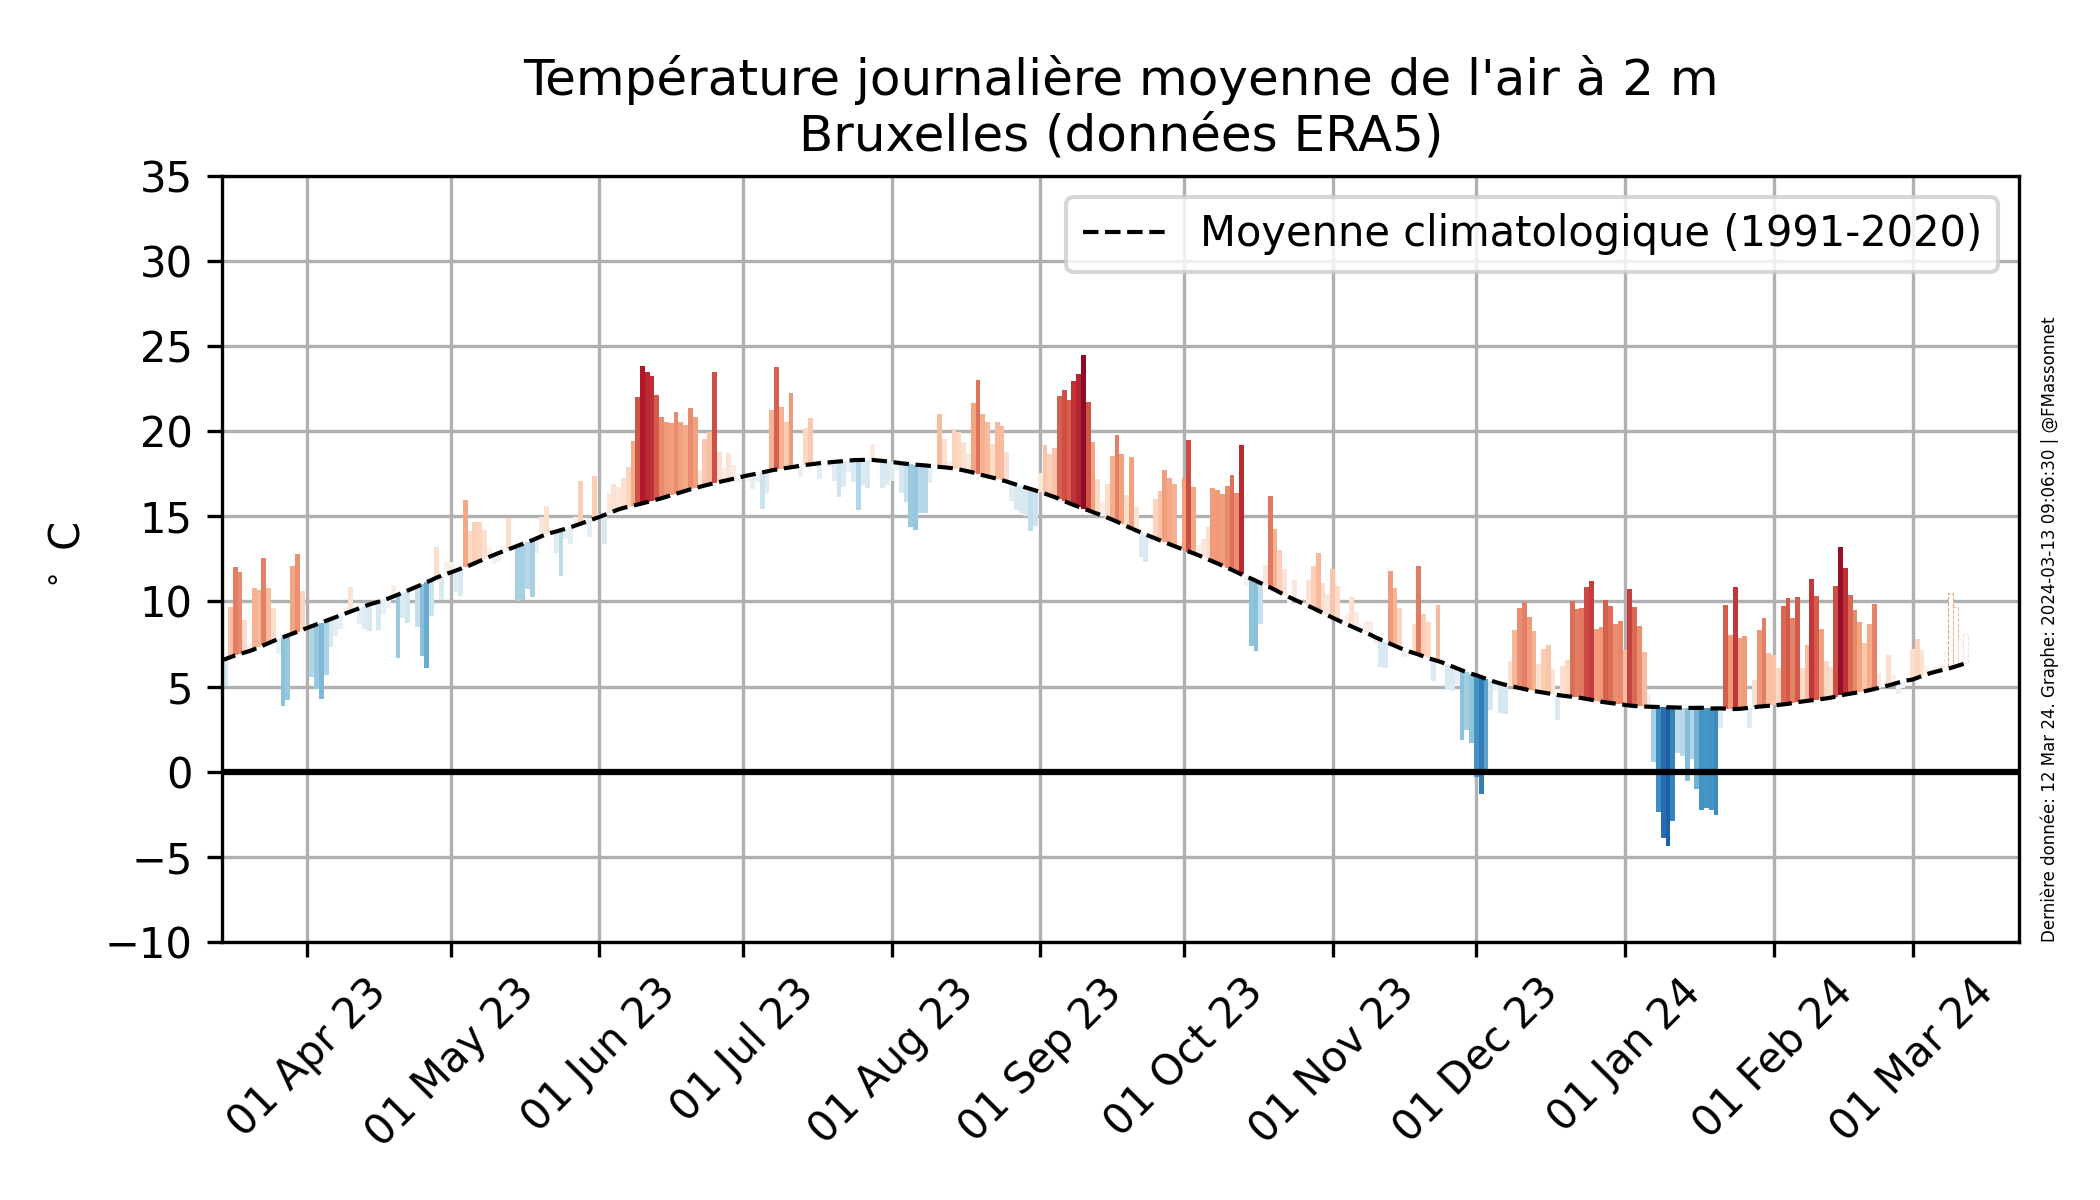 Température journalière moyenne de l'air à 2 m
Bruxelles (données ERA5)
Moyenne climatologique (1991-2020)
° C
35
30
25
20
15
10
5
0
−5
−10
01 Apr 23
01 May 23
01 Jun 23
01 Jul 23
01 Aug 23
01 Sep 23
01 Oct 23
01 Nov 23
01 Dec 23
01 Jan 24
01 Feb 24
01 Mar 24
Dernière donnée: 12 Mar 24. Graphe: 2024-03-13 09:06:30 | @FMassonnet